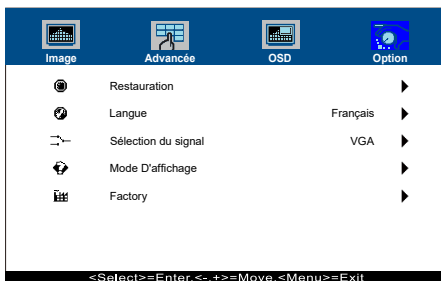 Image Advancée OSD Option
Restauration
Langue Français
Sélection du signal VGA
Mode D'affichage
Factory
<Select>=Enter,<-,+>=Move,<Menu>=Exit